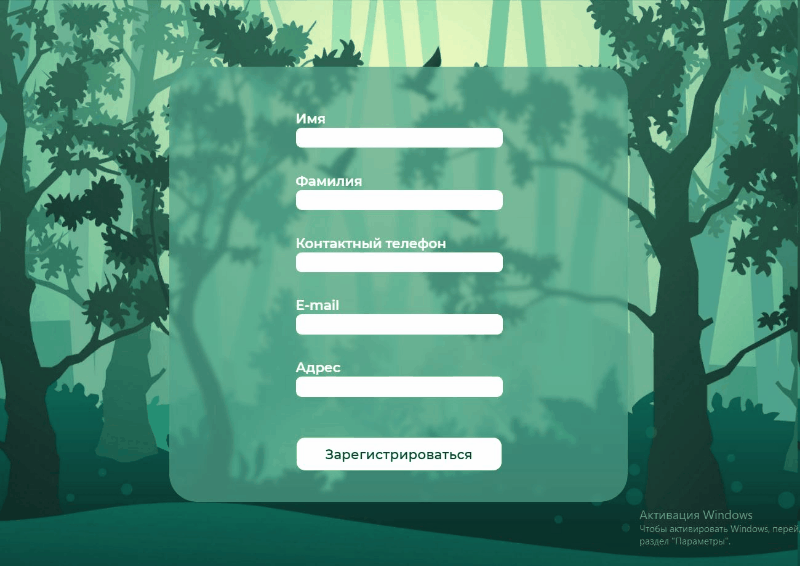 Имя
Фамилия
Контактный телефон
E-mail
Адрес
Зарегистрироваться
Активация Windows
Чтобы активировать Windows, перей
раздел "Параметры".